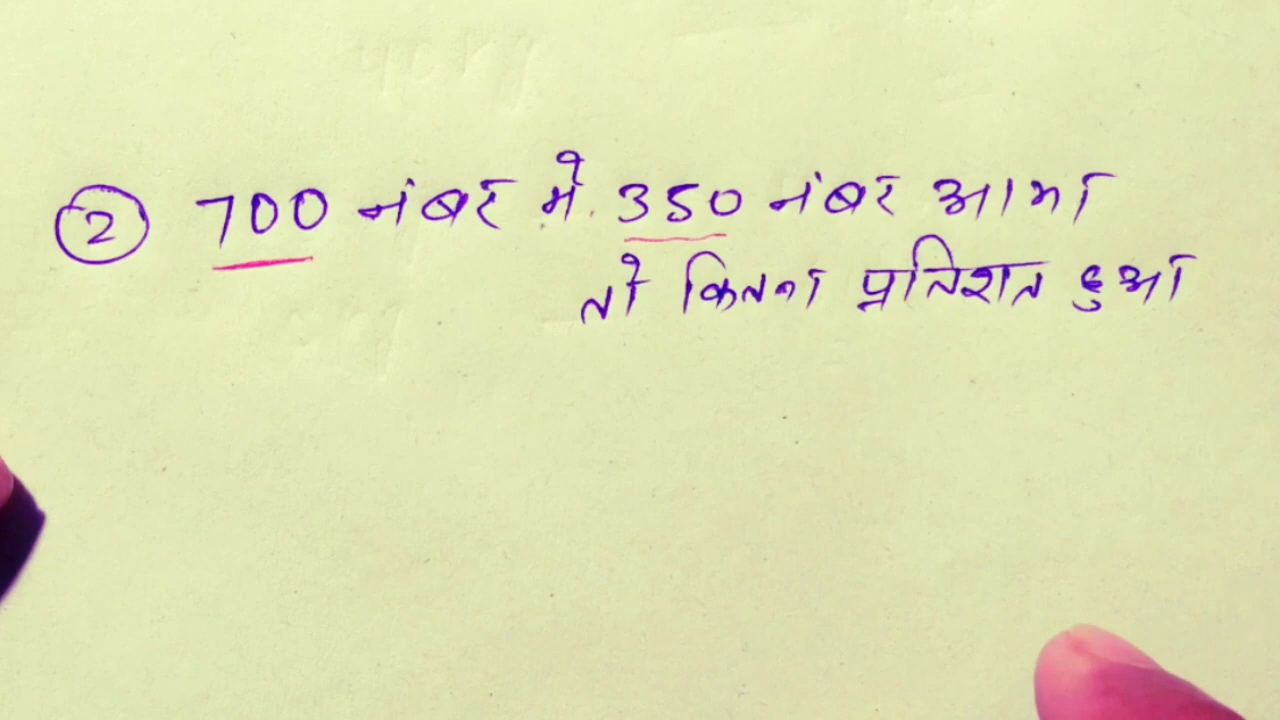 ② 700 नंबर में 350 नंबर आया
तो कितना प्रतिशत हुआ